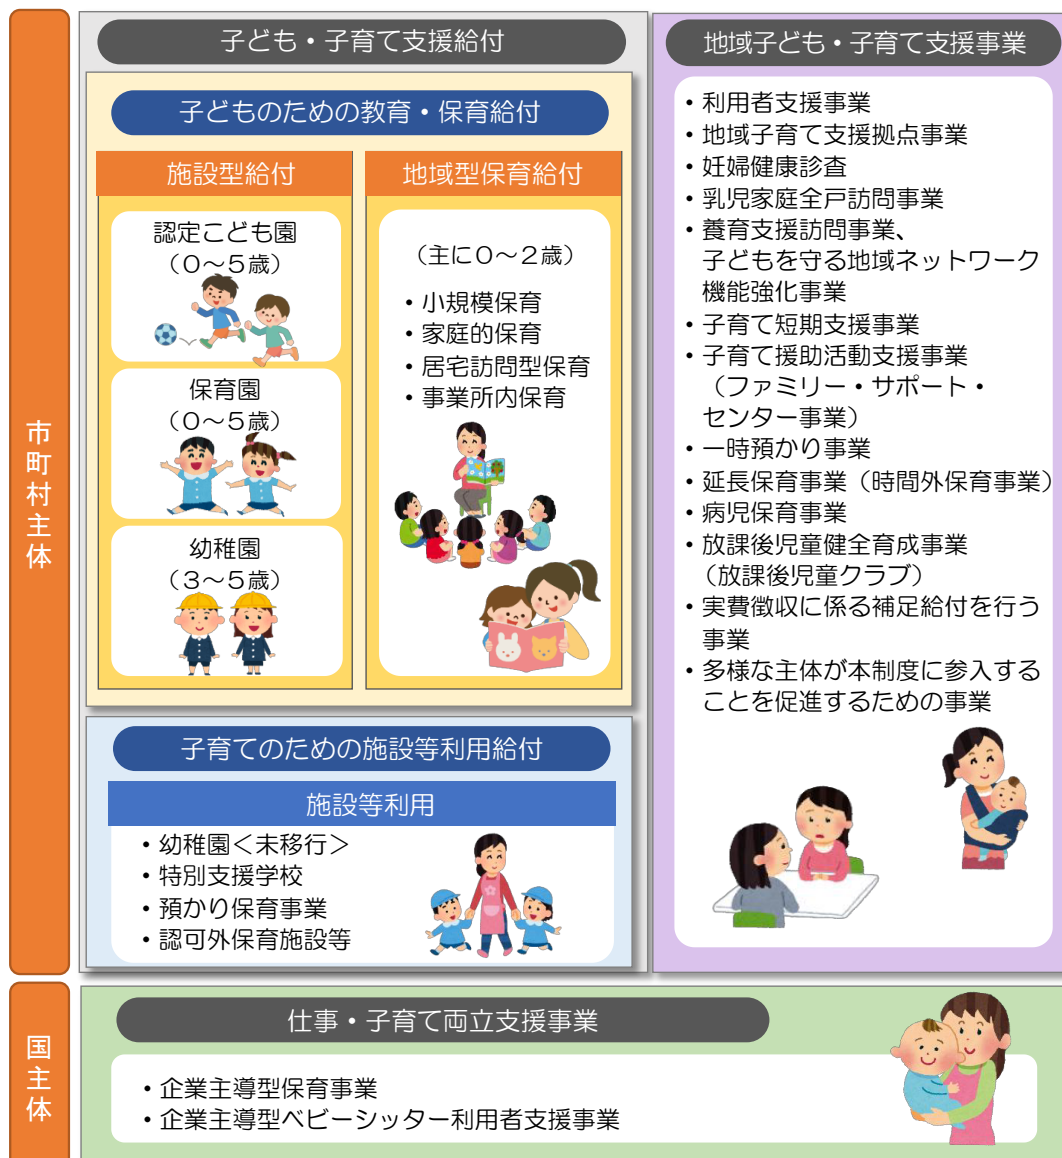 市町村主体
子ども・子育て支援給付
子どものための教育・保育給付
施設型給付
認定こども園
（０～５歳）
保育園
（０～５歳）
幼稚園
（３～５歳）
地域型保育給付
（主に０～２歳）
・小規模保育
・家庭的保育
・居宅訪問型保育
・事業所内保育
子育てのための施設等利用給付
施設等利用
・幼稚園＜未移行＞
・特別支援学校
・預かり保育事業
・認可外保育施設等
地域子ども・子育て支援事業
・利用者支援事業
・地域子育て支援拠点事業
・妊婦健康診査
・乳児家庭全戸訪問事業
・養育支援訪問事業、
子どもを守る地域ネットワーク
機能強化事業
・子育て短期支援事業
・子育て援助活動支援事業
（ファミリー・サポート・
センター事業）
・一時預かり事業
・延長保育事業（時間外保育事業）
・病児保育事業
・放課後児童健全育成事業
（放課後児童クラブ）
・実費徴収に係る補足給付を行う
事業
・多様な主体が本制度に参入する
ことを促進するための事業
国主体
仕事・子育て両立支援事業
・企業主導型保育事業
・企業主導型ベビーシッター利用者支援事業